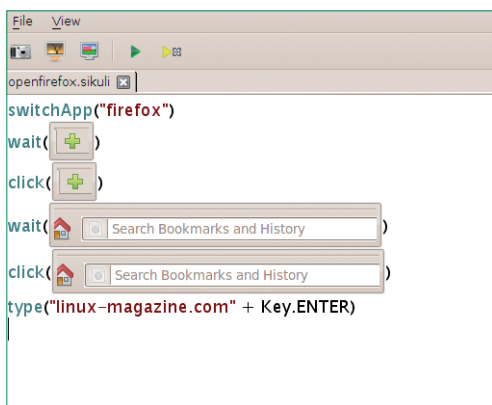 File View
openfirefox.sikuli
switchApp("firefox")
wait( )
click( )
wait( Search Bookmarks and History )
click( Search Bookmarks and History )
type("linux-magazine.com" + Key.ENTER)